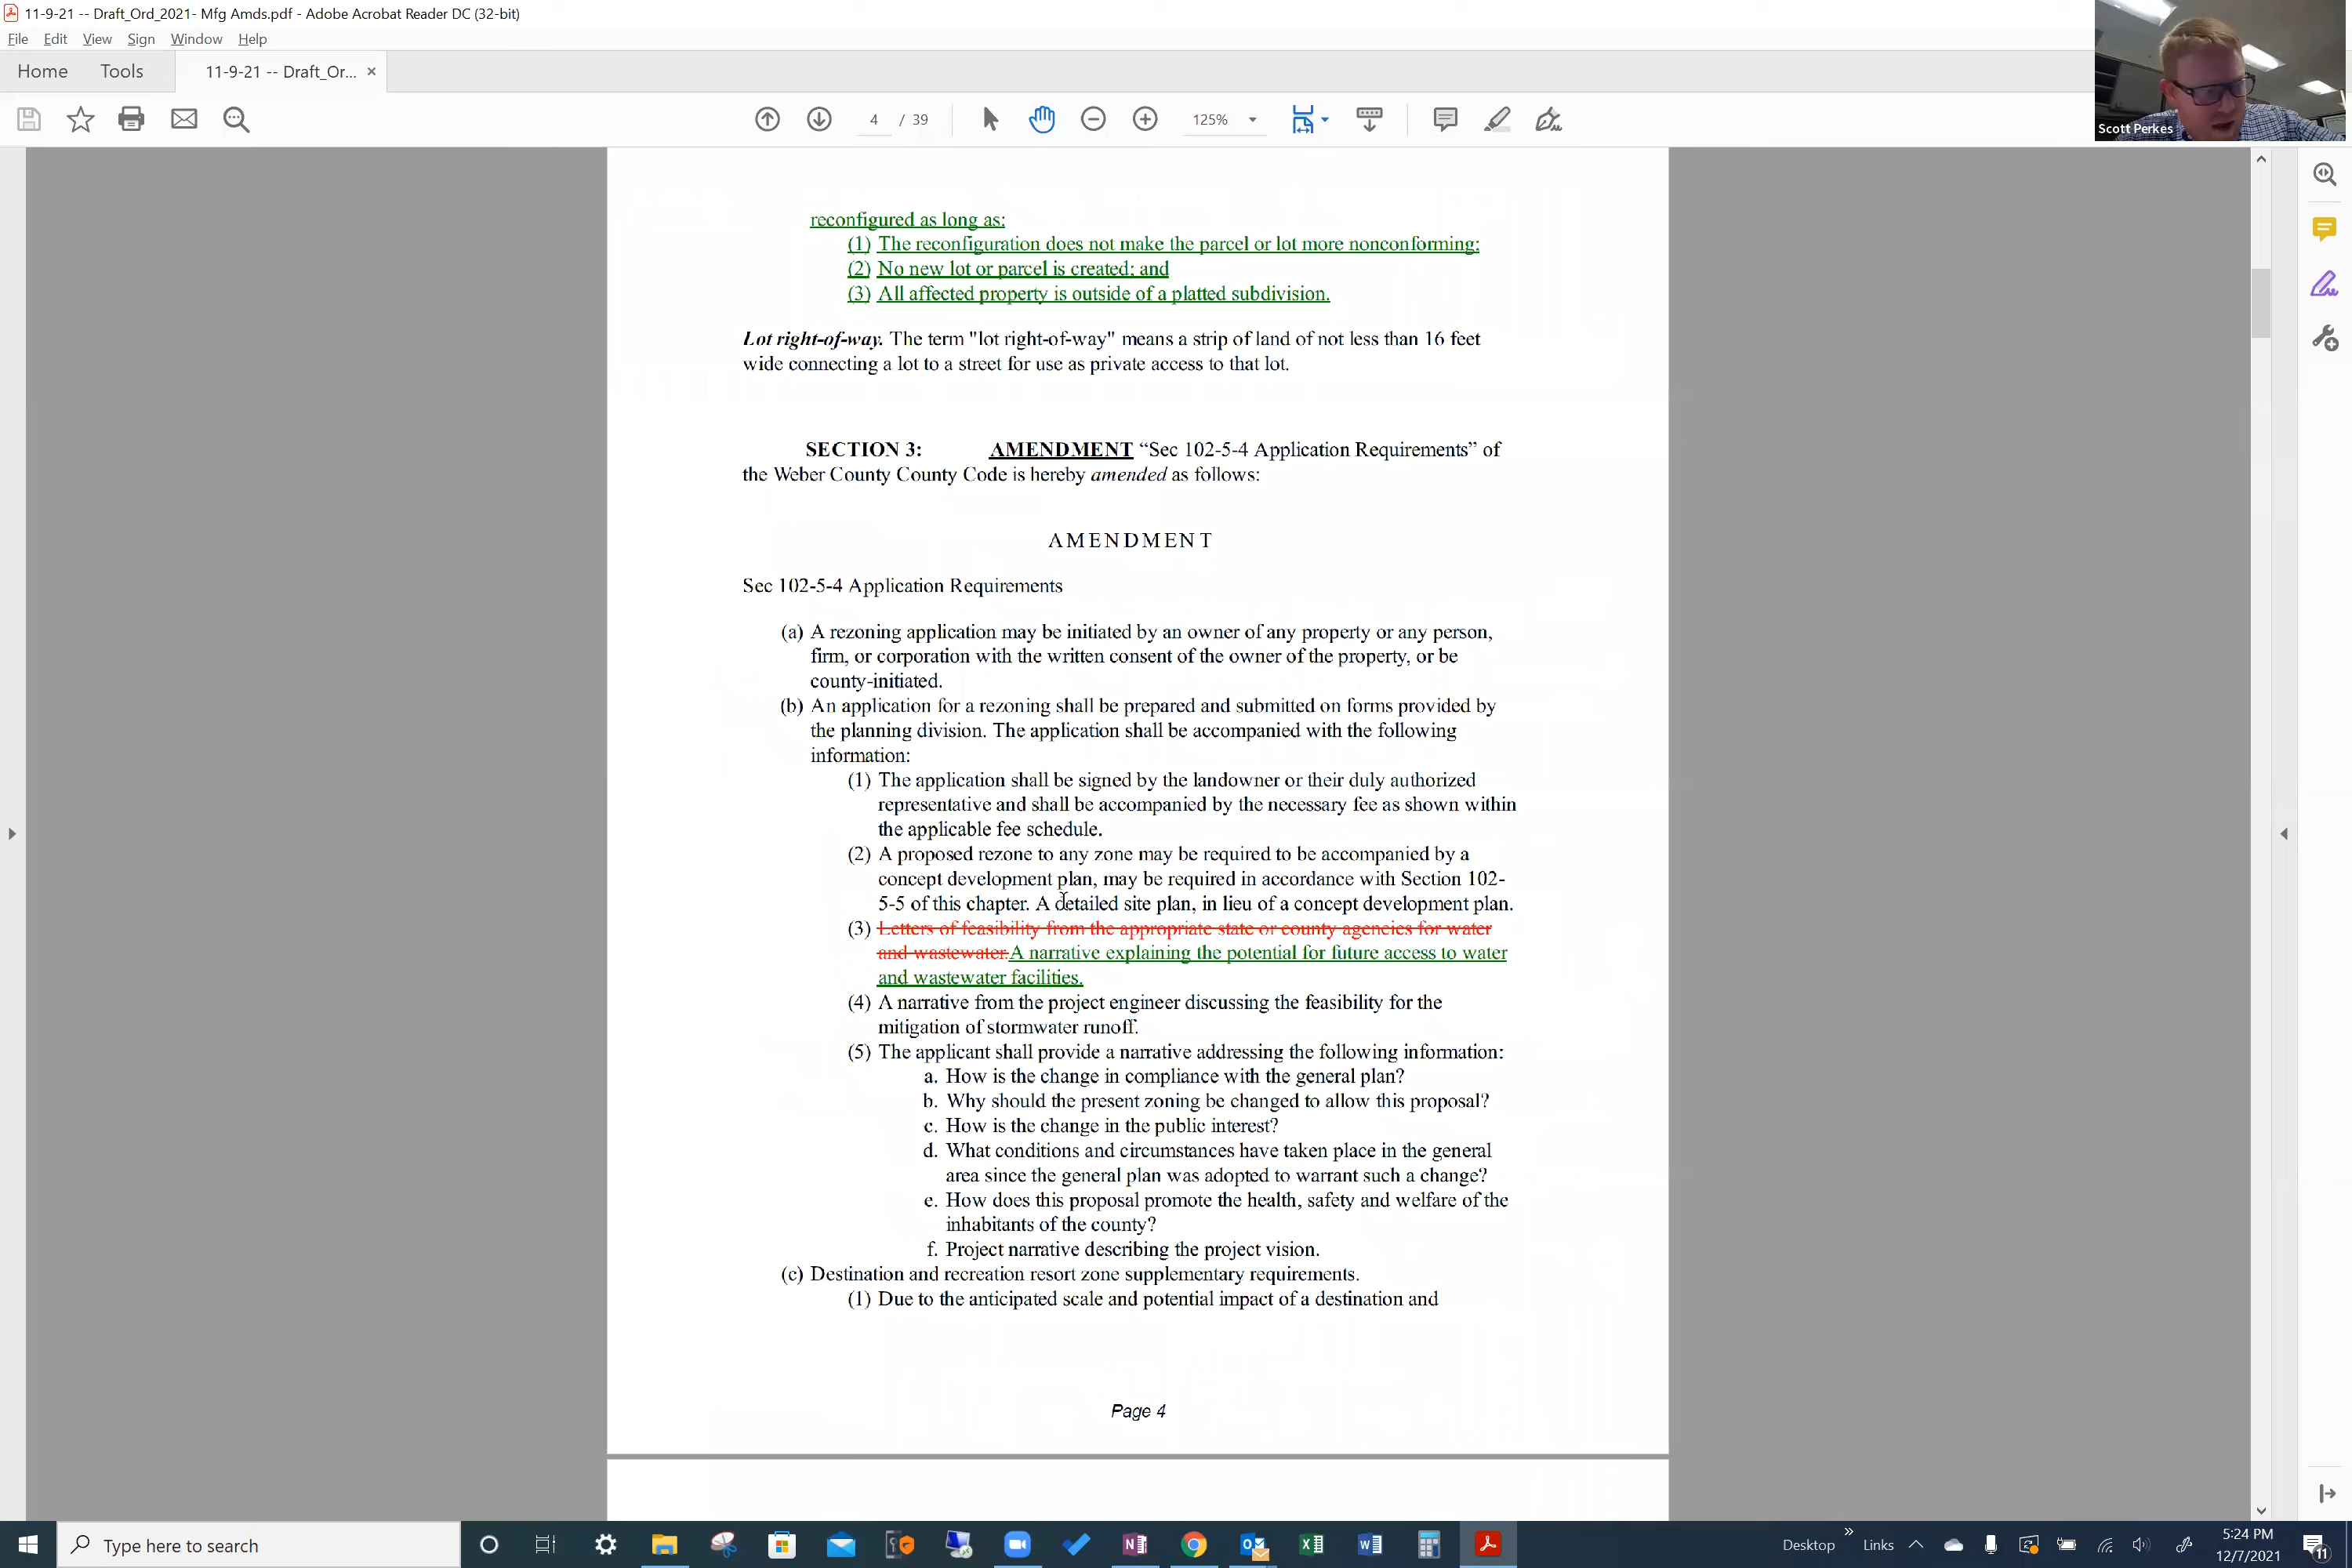 11-9-21 -- Draft_Ord_2021- Mfg Amds.pdf - Adobe Acrobat Reader DC (32-bit)
File Edit View Sign Window Help
Home Tools 11-9-21 -- Draft_Or... ×
4 / 39 125%
Scott Perkes
reconfigured as long as:
(1) The reconfiguration does not make the parcel or lot more nonconforming;
(2) No new lot or parcel is created; and
(3) All affected property is outside of a platted subdivision.
Lot right-of-way. The term "lot right-of-way" means a strip of land of not less than 16 feet
wide connecting a lot to a street for use as private access to that lot.
SECTION 3: AMENDMENT “Sec 102-5-4 Application Requirements” of
the Weber County County Code is hereby amended as follows:
AMENDMENT
Sec 102-5-4 Application Requirements
(a) A rezoning application may be initiated by an owner of any property or any person,
firm, or corporation with the written consent of the owner of the property, or be
county-initiated.
(b) An application for a rezoning shall be prepared and submitted on forms provided by
the planning division. The application shall be accompanied with the following
information:
(1) The application shall be signed by the landowner or their duly authorized
representative and shall be accompanied by the necessary fee as shown within
the applicable fee schedule.
(2) A proposed rezone to any zone may be required to be accompanied by a
concept development plan, may be required in accordance with Section 102-
5-5 of this chapter. A detailed site plan, in lieu of a concept development plan.
(3) Letters of feasibility from the appropriate state or county agencies for water
and wastewater.A narrative explaining the potential for future access to water
and wastewater facilities.
(4) A narrative from the project engineer discussing the feasibility for the
mitigation of stormwater runoff.
(5) The applicant shall provide a narrative addressing the following information:
a. How is the change in compliance with the general plan?
b. Why should the present zoning be changed to allow this proposal?
c. How is the change in the public interest?
d. What conditions and circumstances have taken place in the general
area since the general plan was adopted to warrant such a change?
e. How does this proposal promote the health, safety and welfare of the
inhabitants of the county?
f. Project narrative describing the project vision.
(c) Destination and recreation resort zone supplementary requirements.
(1) Due to the anticipated scale and potential impact of a destination and
Page 4
Type here to search
Desktop » Links
5:24 PM
12/7/2021
11